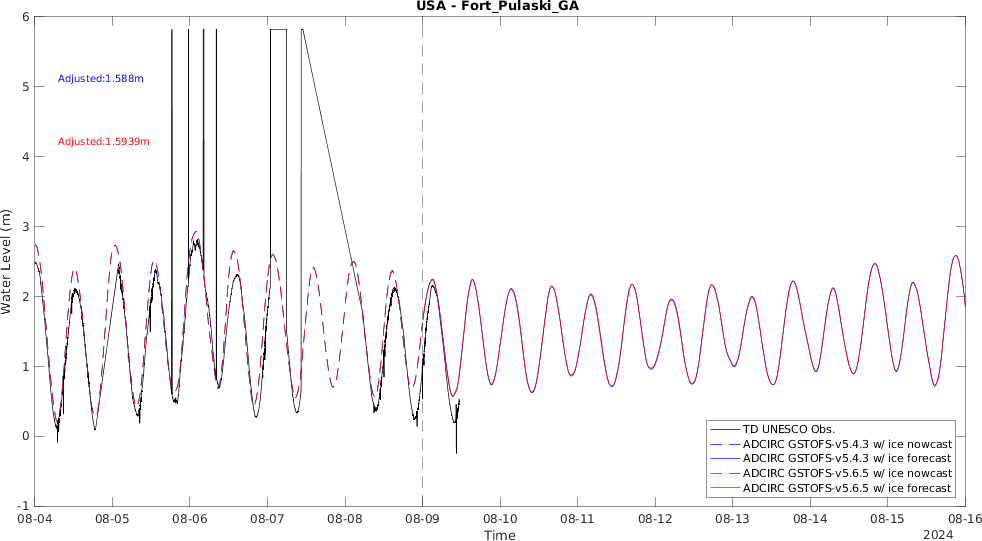 USA - Fort_Pulaski_GA
6
5
4
3
2
1
0
-1
Water Level (m)
Adjusted:1.588m
Adjusted:1.5939m
TD UNESCO Obs.
ADCIRC GSTOFS-v5.4.3 w/ ice nowcast
ADCIRC GSTOFS-v5.4.3 w/ ice forecast
ADCIRC GSTOFS-v5.6.5 w/ ice nowcast
ADCIRC GSTOFS-v5.6.5 w/ ice forecast
08-04 08-05 08-06 08-07 08-08 08-09 08-10 08-11 08-12 08-13 08-14 08-15 08-16
Time
2024